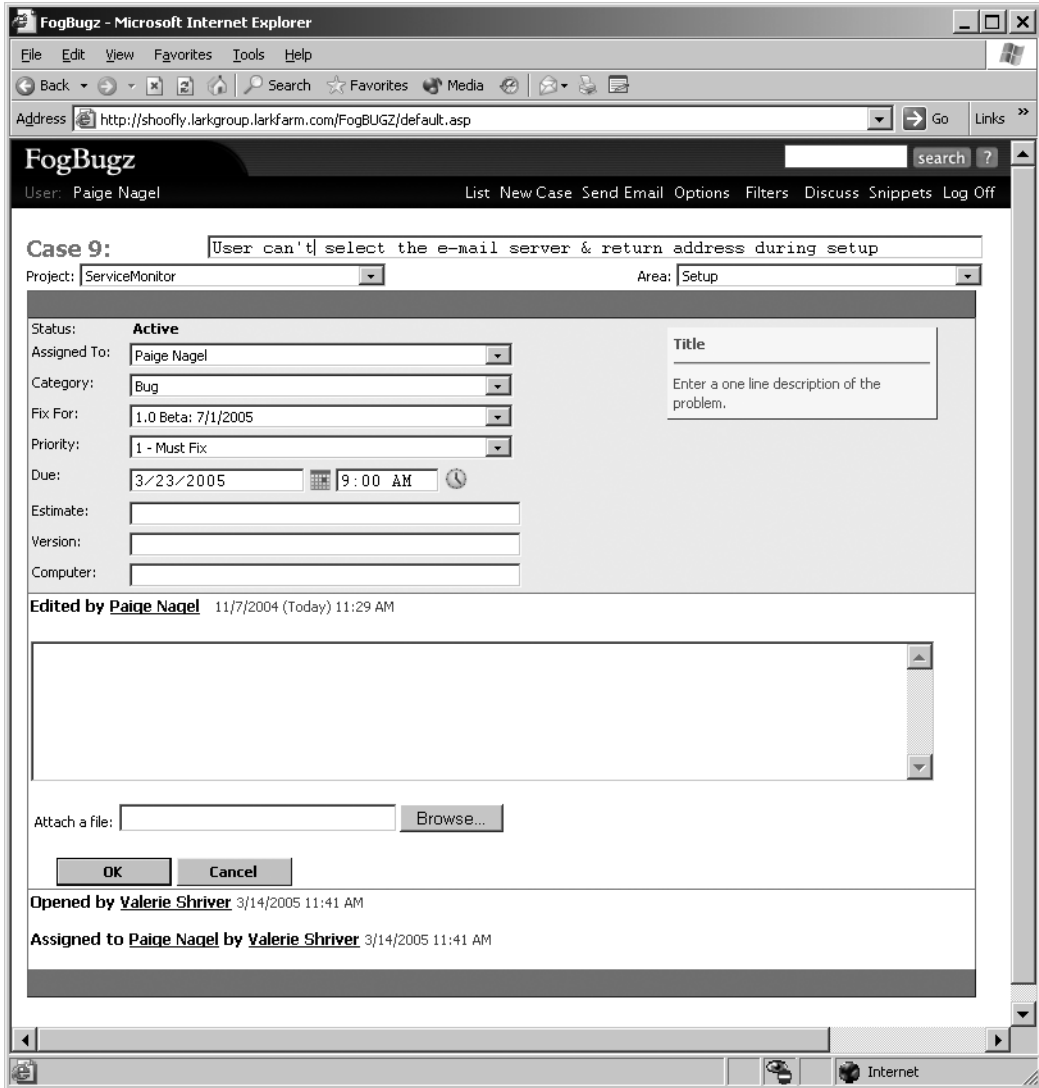 FogBugz - Microsoft Internet Explorer
File Edit View Favorites Tools Help
Back Search Favorites Media
Address http://shoofly.larkgroup.larkfarm.com/FogBUGZ/default.asp Go Links »
FogBugz search ?
User: Paige Nagel List New Case Send Email Options Filters Discuss Snippets Log Off
Case 9: User can't select the e-mail server & return address during setup
Project: ServiceMonitor Area: Setup
Status: Active
Assigned To: Paige Nagel
Title
Category: Bug
Enter a one line description of the
problem.
Fix For: 1.0 Beta: 7/1/2005
Priority: 1 - Must Fix
Due: 3/23/2005 9:00 AM
Estimate:
Version:
Computer:
Edited by Paige Nagel 11/7/2004 (Today) 11:29 AM
Attach a file: Browse...
OK Cancel
Opened by Valerie Shriver 3/14/2005 11:41 AM
Assigned to Paige Nagel by Valerie Shriver 3/14/2005 11:41 AM
Internet